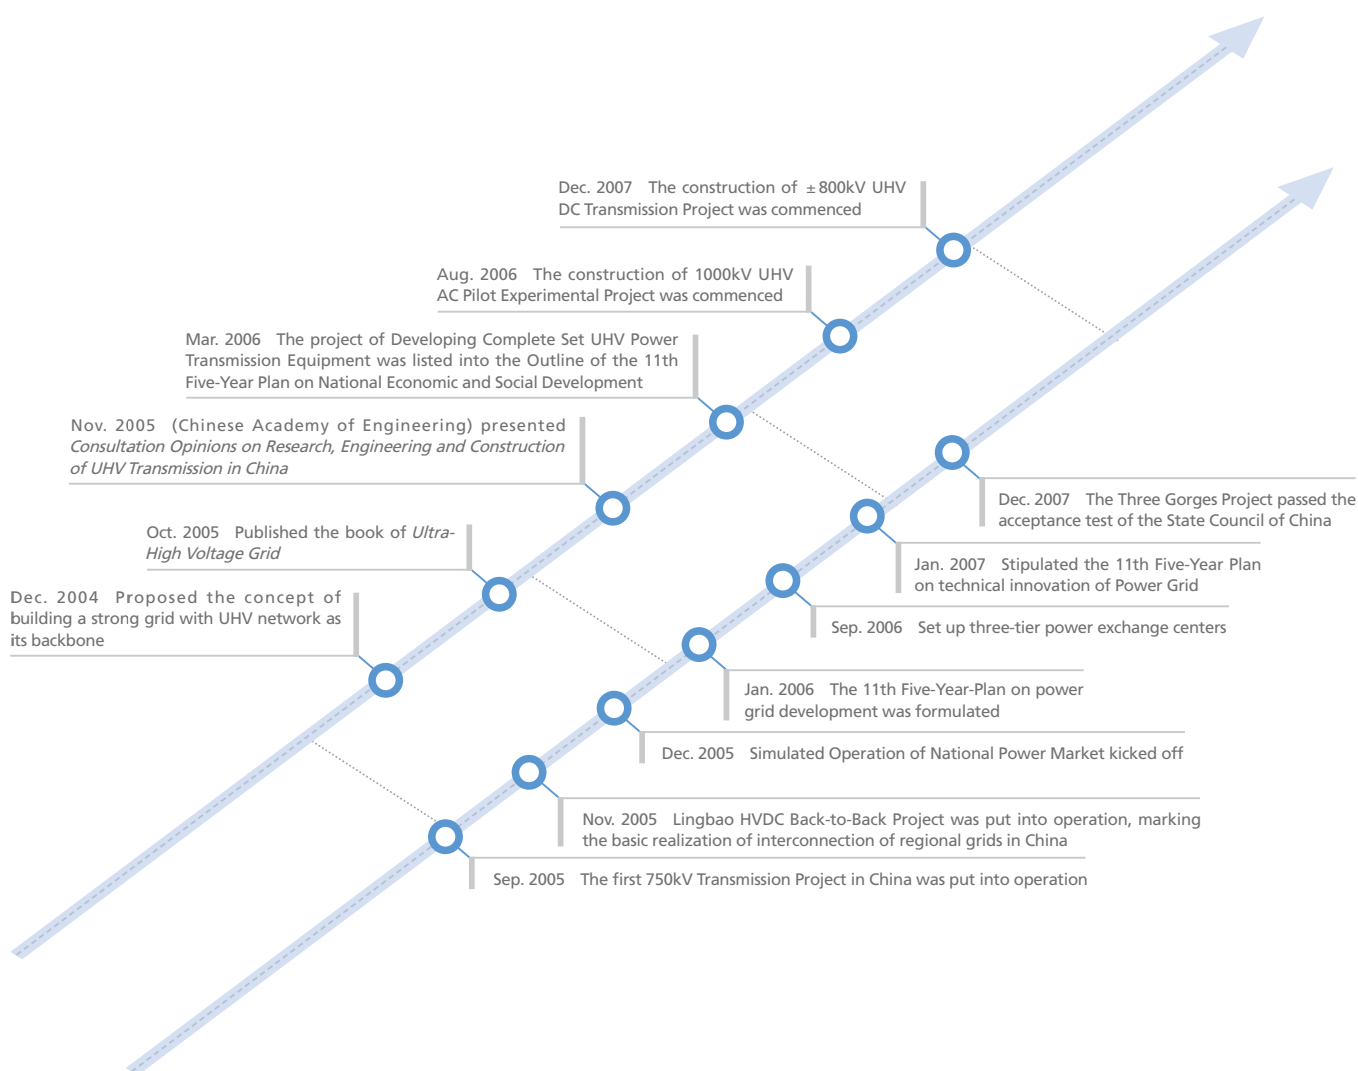 Dec. 2007 The construction of ±800kV UHV
DC Transmission Project was commenced
Aug. 2006 The construction of 1000kV UHV
AC Pilot Experimental Project was commenced
Mar. 2006 The project of Developing Complete Set UHV Power
Transmission Equipment was listed into the Outline of the 11th
Five-Year Plan on National Economic and Social Development
Nov. 2005 (Chinese Academy of Engineering) presented
Consultation Opinions on Research, Engineering and Construction
of UHV Transmission in China
Oct. 2005 Published the book of Ultra-
High Voltage Grid
Dec. 2004 Proposed the concept of
building a strong grid with UHV network as
its backbone
Dec. 2007 The Three Gorges Project passed the
acceptance test of the State Council of China
Jan. 2007 Stipulated the 11th Five-Year Plan
on technical innovation of Power Grid
Sep. 2006 Set up three-tier power exchange centers
Jan. 2006 The 11th Five-Year-Plan on power
grid development was formulated
Dec. 2005 Simulated Operation of National Power Market kicked off
Nov. 2005 Lingbao HVDC Back-to-Back Project was put into operation, marking
the basic realization of interconnection of regional grids in China
Sep. 2005 The first 750kV Transmission Project in China was put into operation